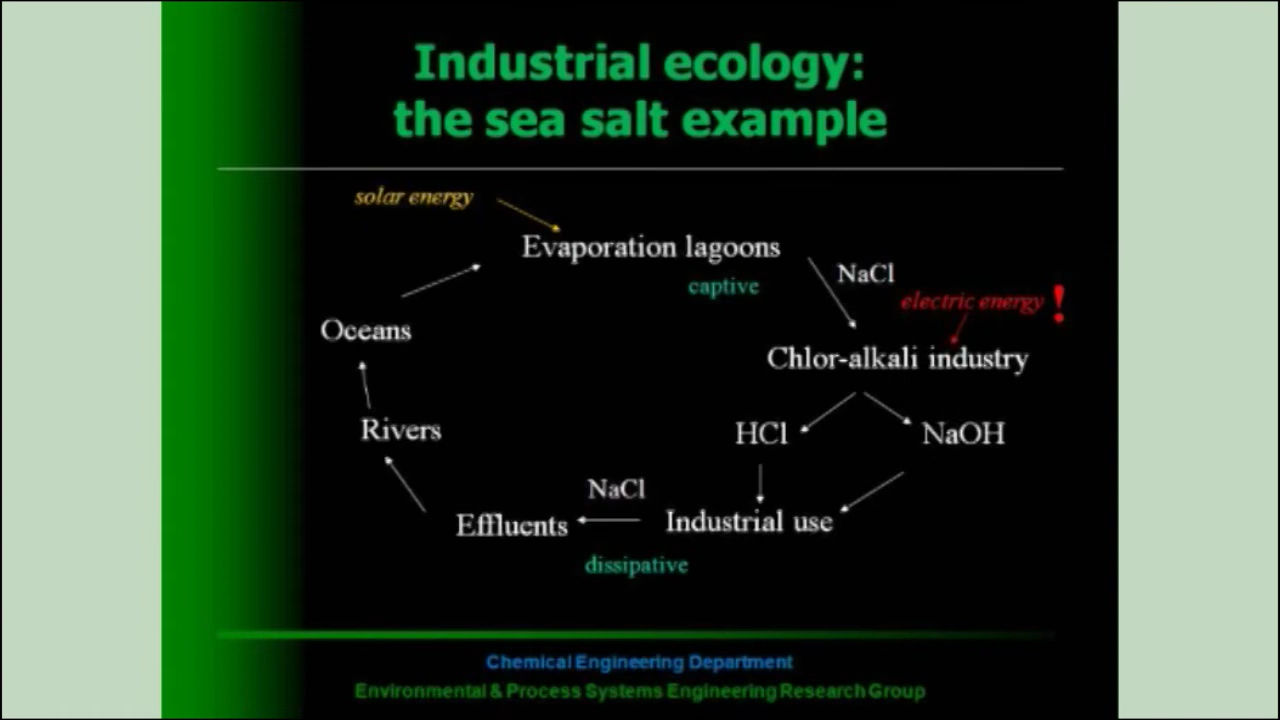 Industrial ecology:
the sea salt example
solar energy
Evaporation lagoons
captive
NaCl
electric energy !
Oceans
Chlor-alkali industry
Rivers
HCl
NaOH
NaCl
Effluents
Industrial use
dissipative
Chemical Engineering Department
Environmental & Process Systems Engineering Research Group